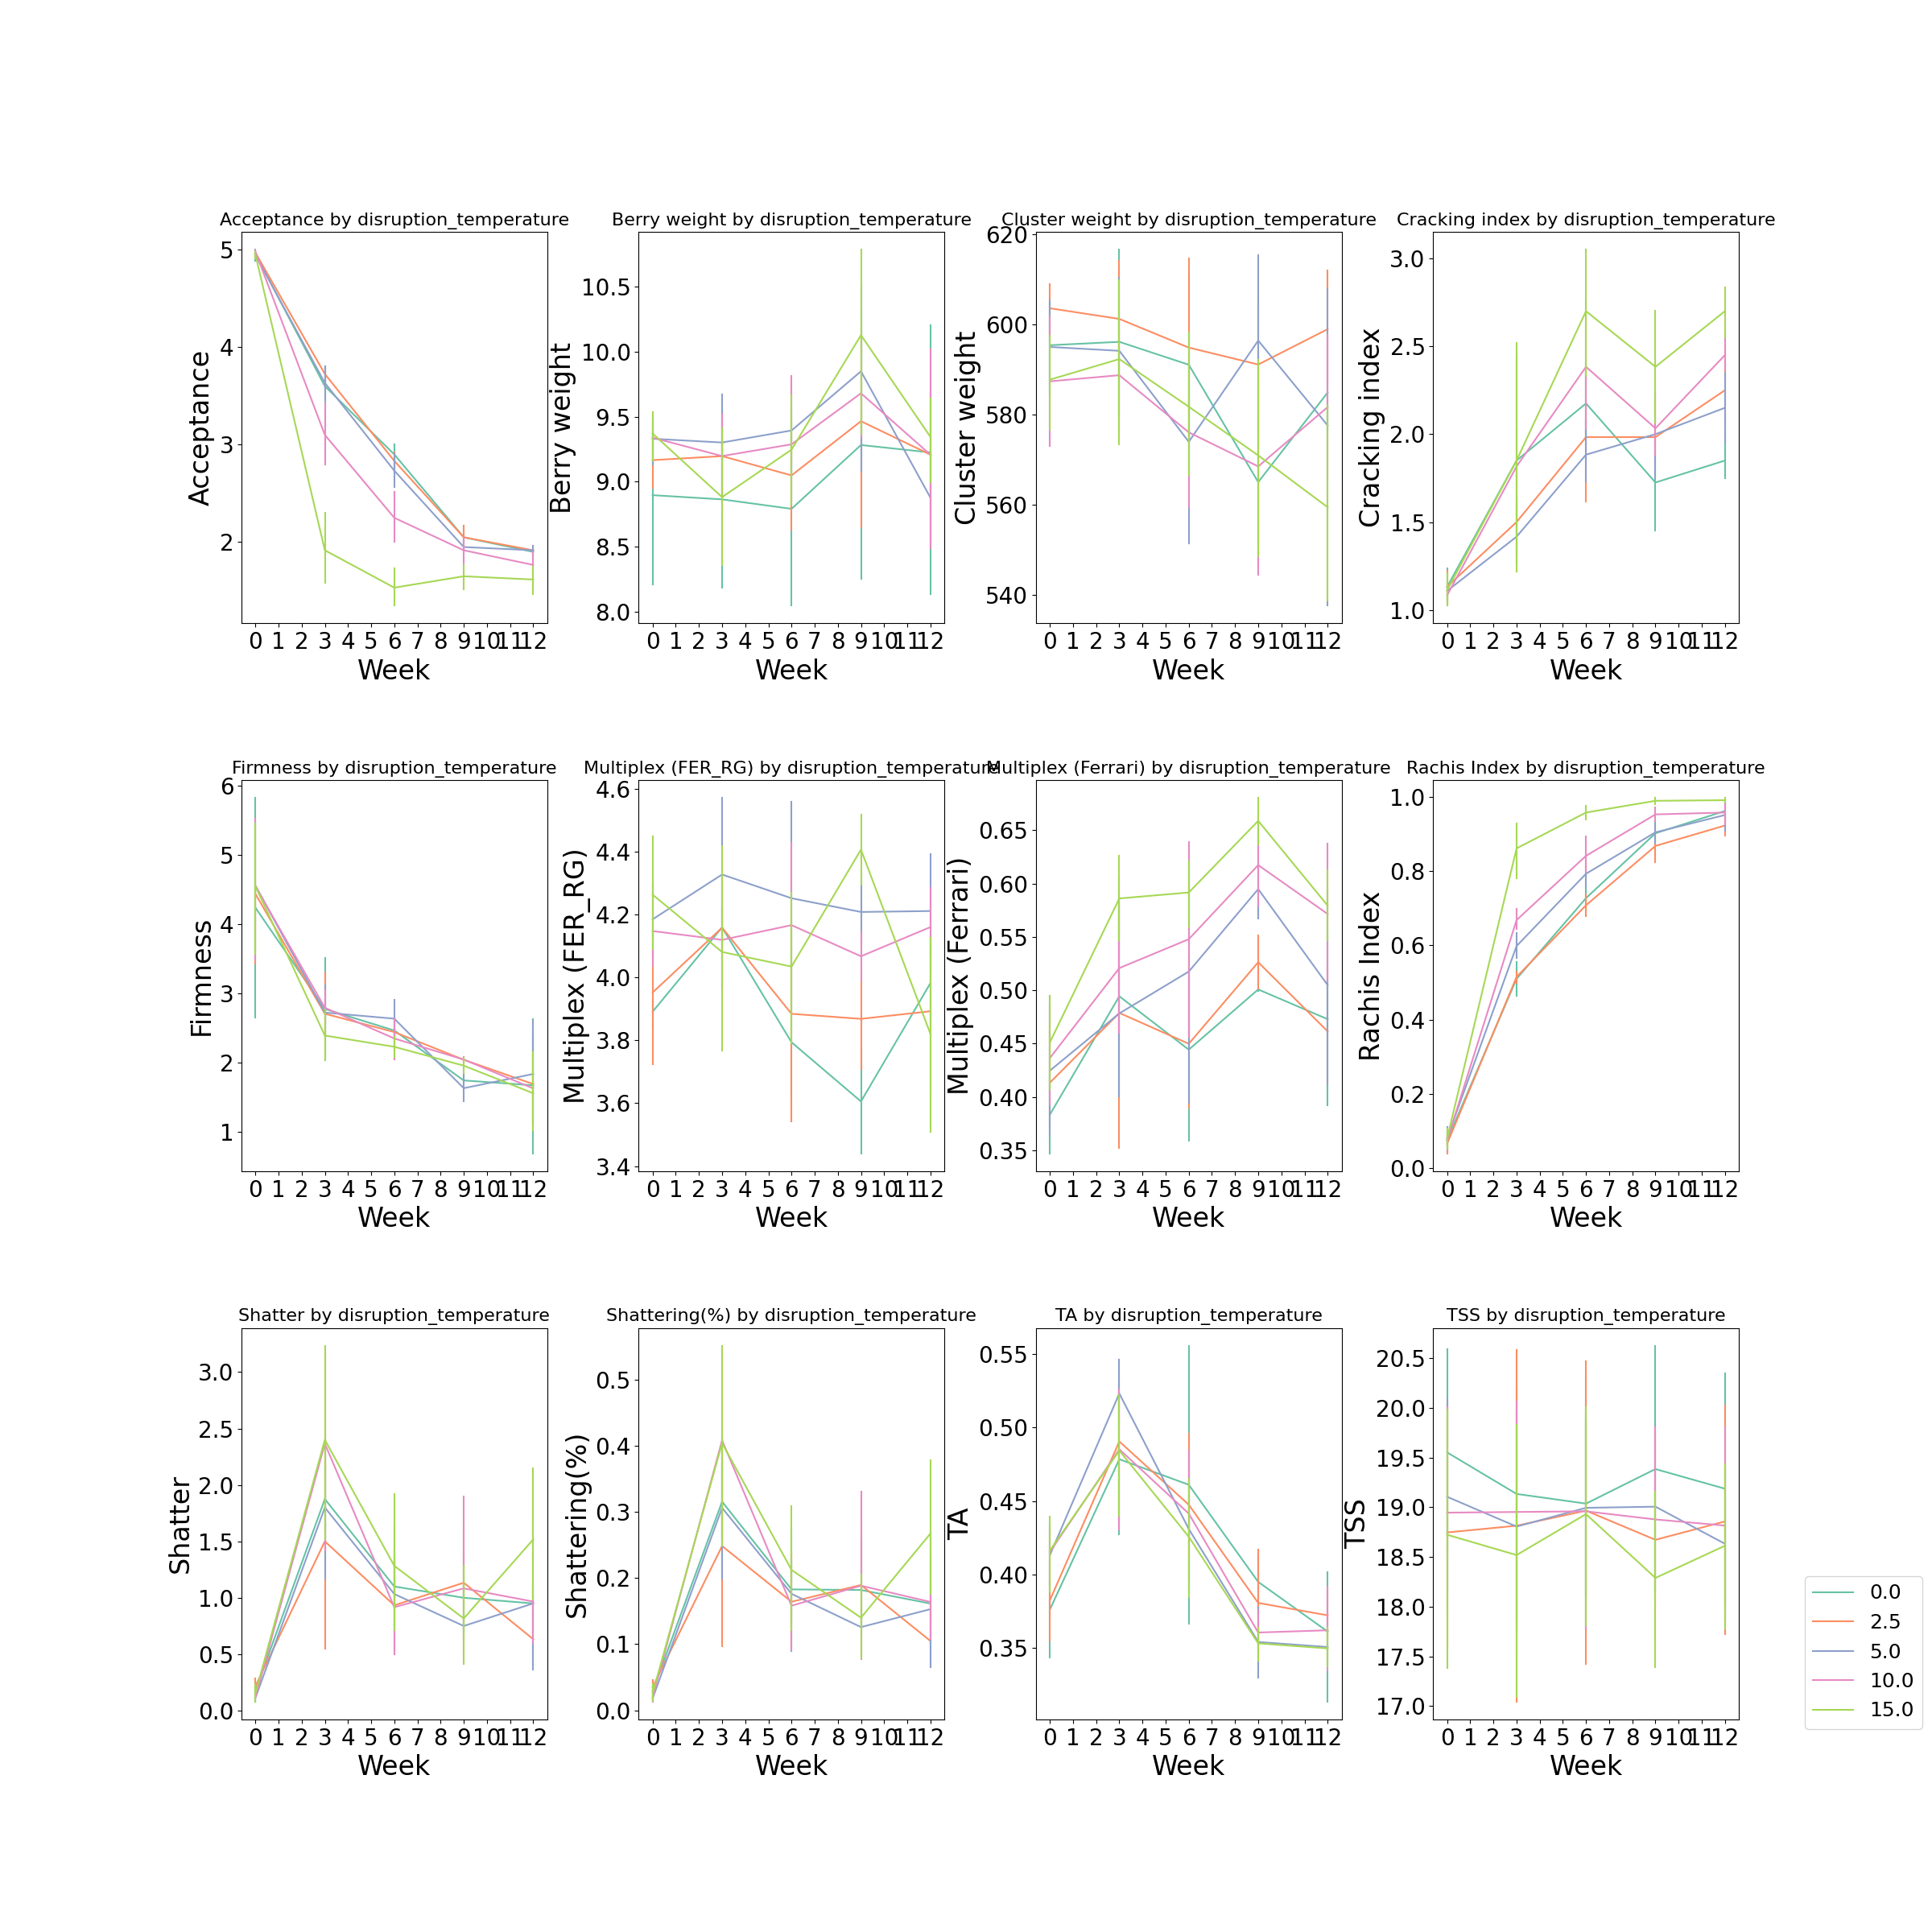 Acceptance by disruption_temperature
Acceptance
5
4
3
2
0 1 2 3 4 5 6 7 8 9 10 11 12
Week
Berry weight by disruption_temperature
Berry weight
10.5
10.0
9.5
9.0
8.5
8.0
0 1 2 3 4 5 6 7 8 9 10 11 12
Week
Cluster weight by disruption_temperature
Cluster weight
620
600
580
560
540
0 1 2 3 4 5 6 7 8 9 10 11 12
Week
Cracking index by disruption_temperature
Cracking index
3.0
2.5
2.0
1.5
1.0
0 1 2 3 4 5 6 7 8 9 10 11 12
Week
Firmness by disruption_temperature
Firmness
6
5
4
3
2
1
0 1 2 3 4 5 6 7 8 9 10 11 12
Week
Multiplex (FER_RG) by disruption_temperature
Multiplex (FER_RG)
4.6
4.4
4.2
4.0
3.8
3.6
3.4
0 1 2 3 4 5 6 7 8 9 10 11 12
Week
Multiplex (Ferrari) by disruption_temperature
Multiplex (Ferrari)
0.65
0.60
0.55
0.50
0.45
0.40
0.35
0 1 2 3 4 5 6 7 8 9 10 11 12
Week
Rachis Index by disruption_temperature
Rachis Index
1.0
0.8
0.6
0.4
0.2
0.0
0 1 2 3 4 5 6 7 8 9 10 11 12
Week
Shatter by disruption_temperature
Shatter
3.0
2.5
2.0
1.5
1.0
0.5
0.0
0 1 2 3 4 5 6 7 8 9 10 11 12
Week
Shattering(%) by disruption_temperature
Shattering(%)
0.5
0.4
0.3
0.2
0.1
0.0
0 1 2 3 4 5 6 7 8 9 10 11 12
Week
TA by disruption_temperature
TA
0.55
0.50
0.45
0.40
0.35
0 1 2 3 4 5 6 7 8 9 10 11 12
Week
TSS by disruption_temperature
TSS
20.5
20.0
19.5
19.0
18.5
18.0
17.5
17.0
0 1 2 3 4 5 6 7 8 9 10 11 12
Week
0.0
2.5
5.0
10.0
15.0